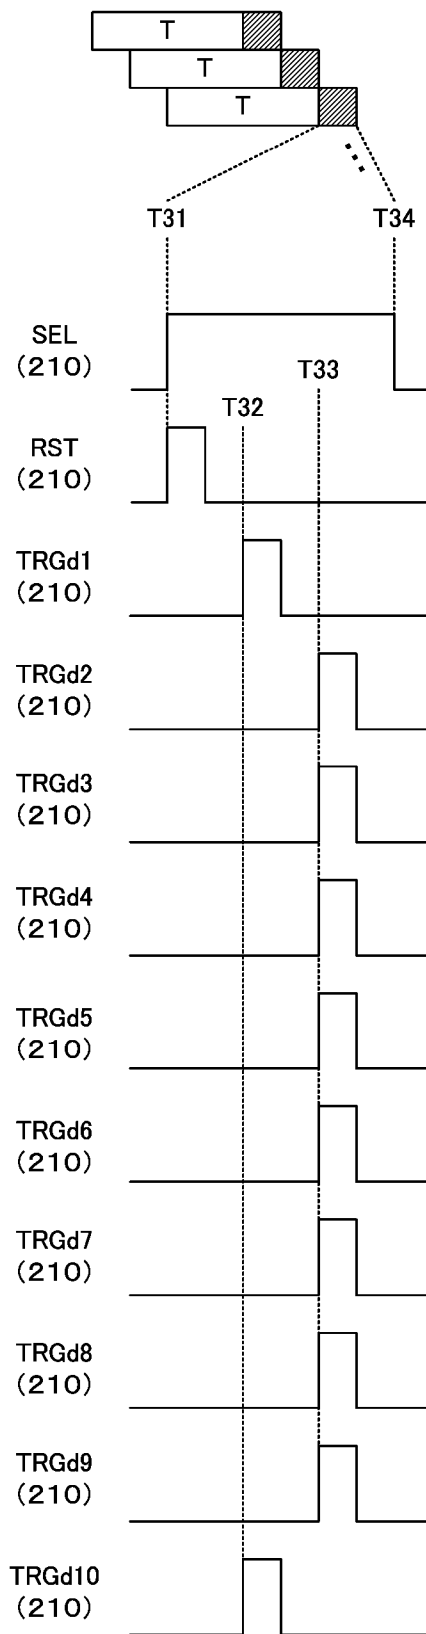 T
T
T
T31 T34
SEL
(210)
T33
T32
RST
(210)
TRGd1
(210)
TRGd2
(210)
TRGd3
(210)
TRGd4
(210)
TRGd5
(210)
TRGd6
(210)
TRGd7
(210)
TRGd8
(210)
TRGd9
(210)
TRGd10
(210)